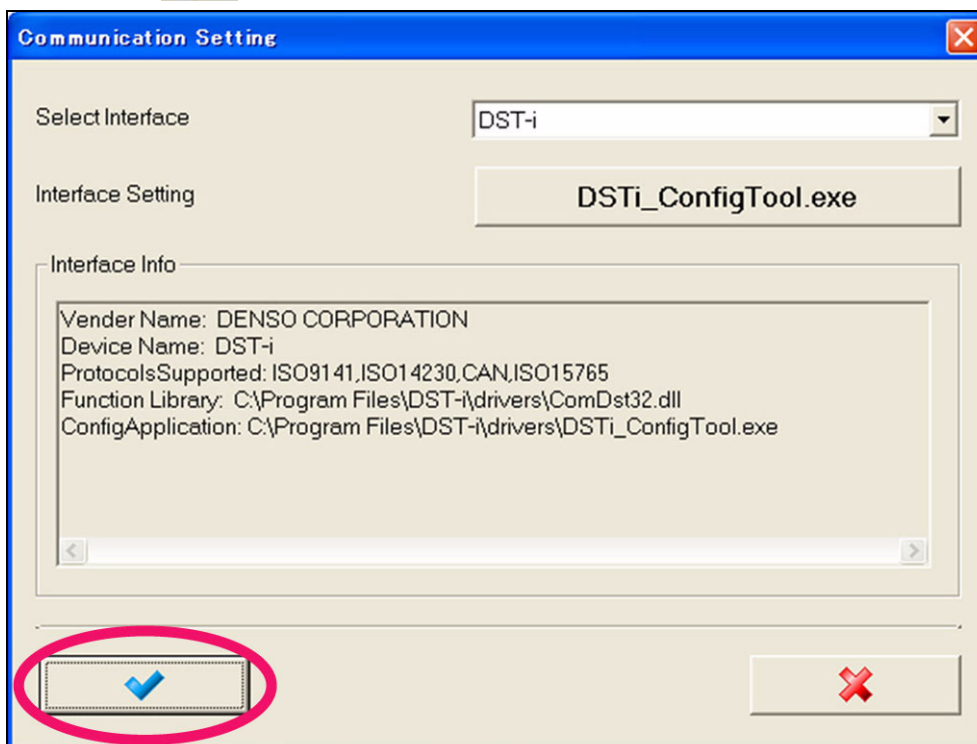 Communication Setting
Select Interface
DST-i
Interface Setting
DSTi_ConfigTool.exe
Interface Info
Vender Name: DENSO CORPORATION
Device Name: DST-i
ProtocolsSupported: ISO9141,ISO14230,CAN,ISO15765
Function Library: C:\Program Files\DST-i\drivers\ComDst32.dll
ConfigApplication: C:\Program Files\DST-i\drivers\DSTi_ConfigTool.exe